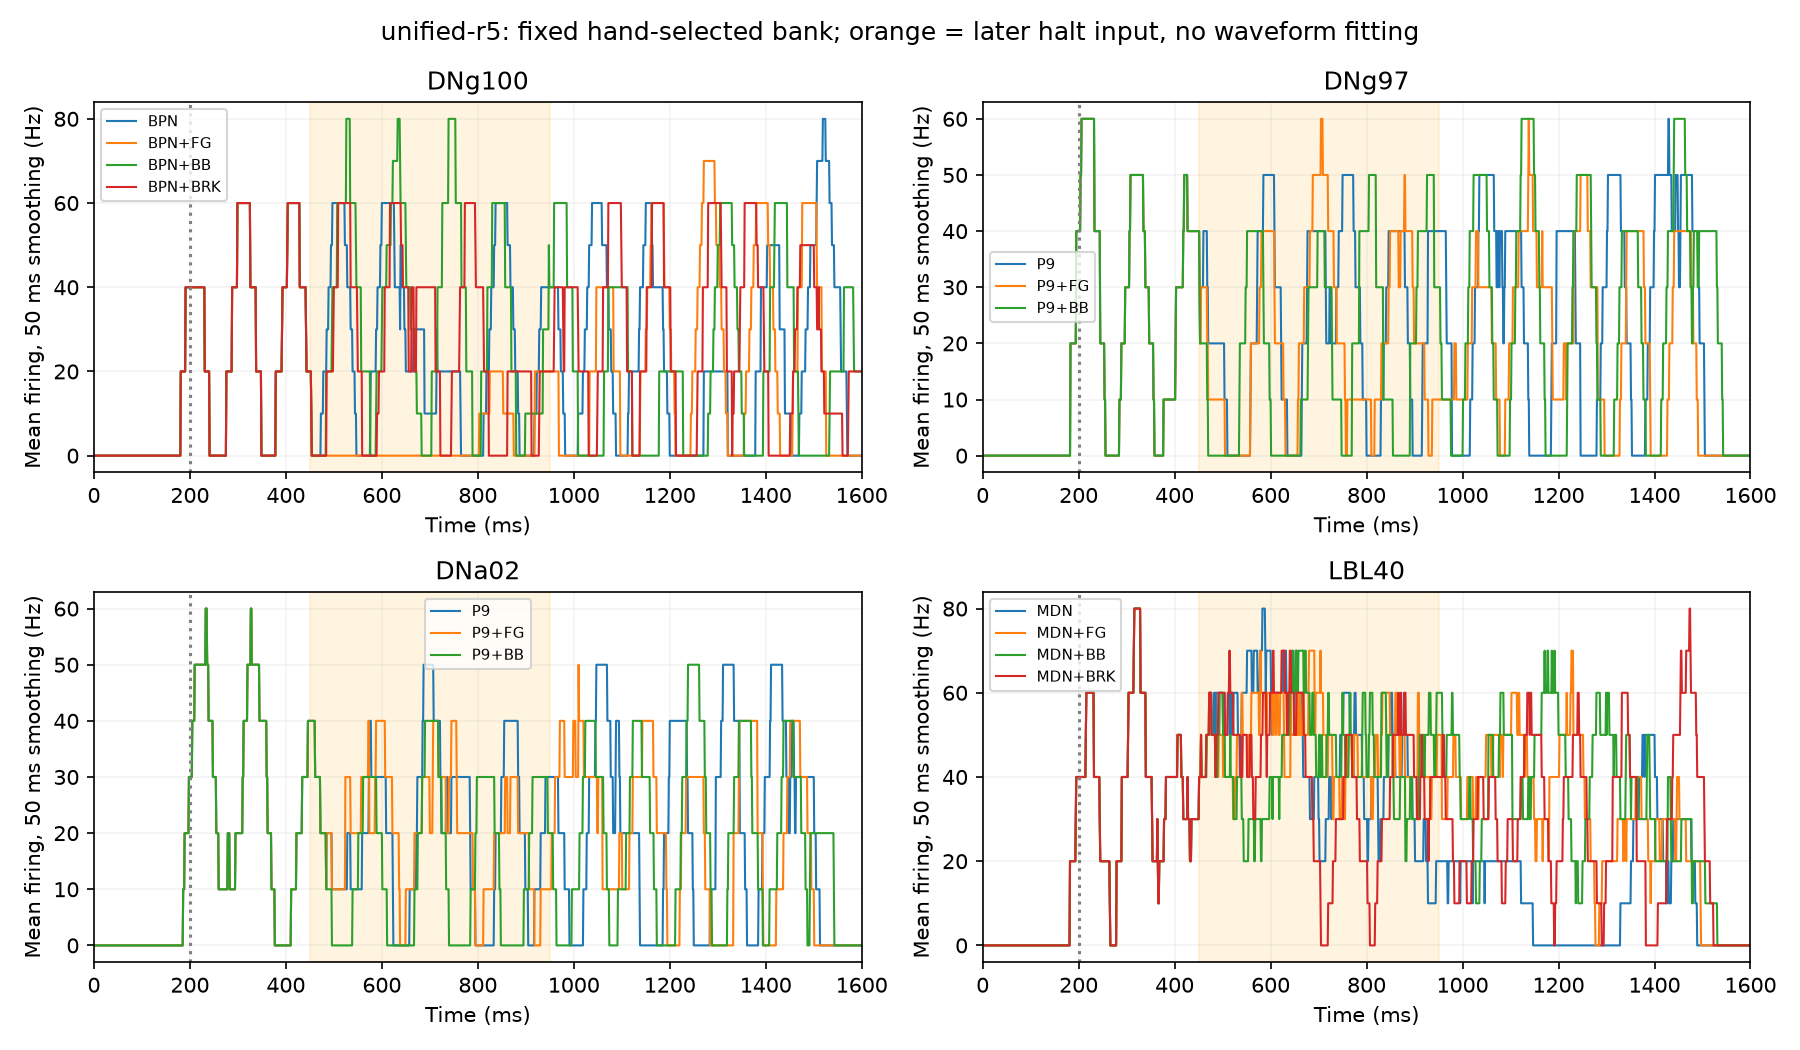 unified-r5: fixed hand-selected bank; orange = later halt input, no waveform fitting
DNg100
Mean firing, 50 ms smoothing (Hz)
80
60
40
20
0
BPN
BPN+FG
BPN+BB
BPN+BRK
0 200 400 600 800 1000 1200 1400 1600
Time (ms)
DNg97
Mean firing, 50 ms smoothing (Hz)
60
50
40
30
20
10
0
P9
P9+FG
P9+BB
0 200 400 600 800 1000 1200 1400 1600
Time (ms)
DNa02
Mean firing, 50 ms smoothing (Hz)
60
50
40
30
20
10
0
P9
P9+FG
P9+BB
0 200 400 600 800 1000 1200 1400 1600
Time (ms)
LBL40
Mean firing, 50 ms smoothing (Hz)
80
60
40
20
0
MDN
MDN+FG
MDN+BB
MDN+BRK
0 200 400 600 800 1000 1200 1400 1600
Time (ms)